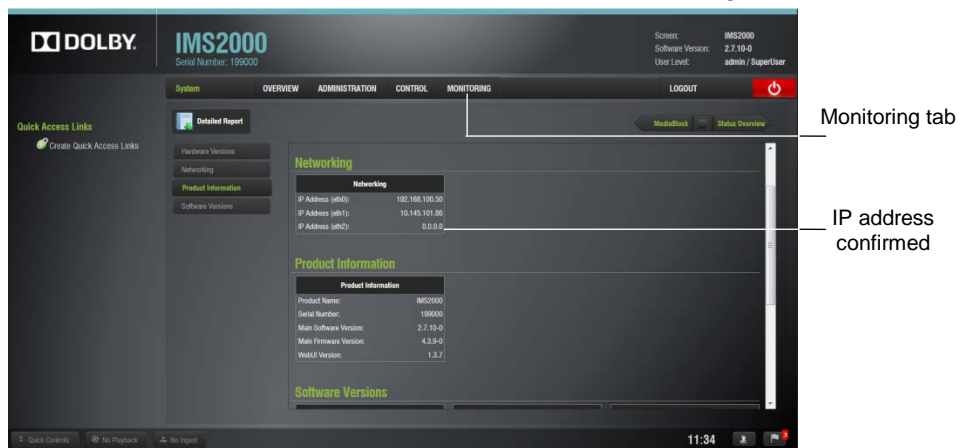 DOLBY.
IMS2000
Serial Number: 199000
Screen: IMS2000
Software Version: 2.7.10-0
User Level: admin / SuperUser
System OVERVIEW ADMINISTRATION CONTROL MONITORING LOGOUT
Quick Access Links
Create Quick Access Links
Detailed Report
MediaBlock Status Overview
Hardware Versions
Networking
Product Information
Software Versions
Networking
Networking
IP Address (eth0): 192.168.100.50
IP Address (eth1): 10.145.101.86
IP Address (eth2): 0.0.0.0
Product Information
Product Information
Product Name: IMS2000
Serial Number: 199000
Main Software Version: 2.7.10-0
Main Firmware Version: 4.3.9-0
WebUI Version: 1.3.7
Software Versions
Quick Controls No Playback No Ingest
11:34
Monitoring tab
IP address
confirmed